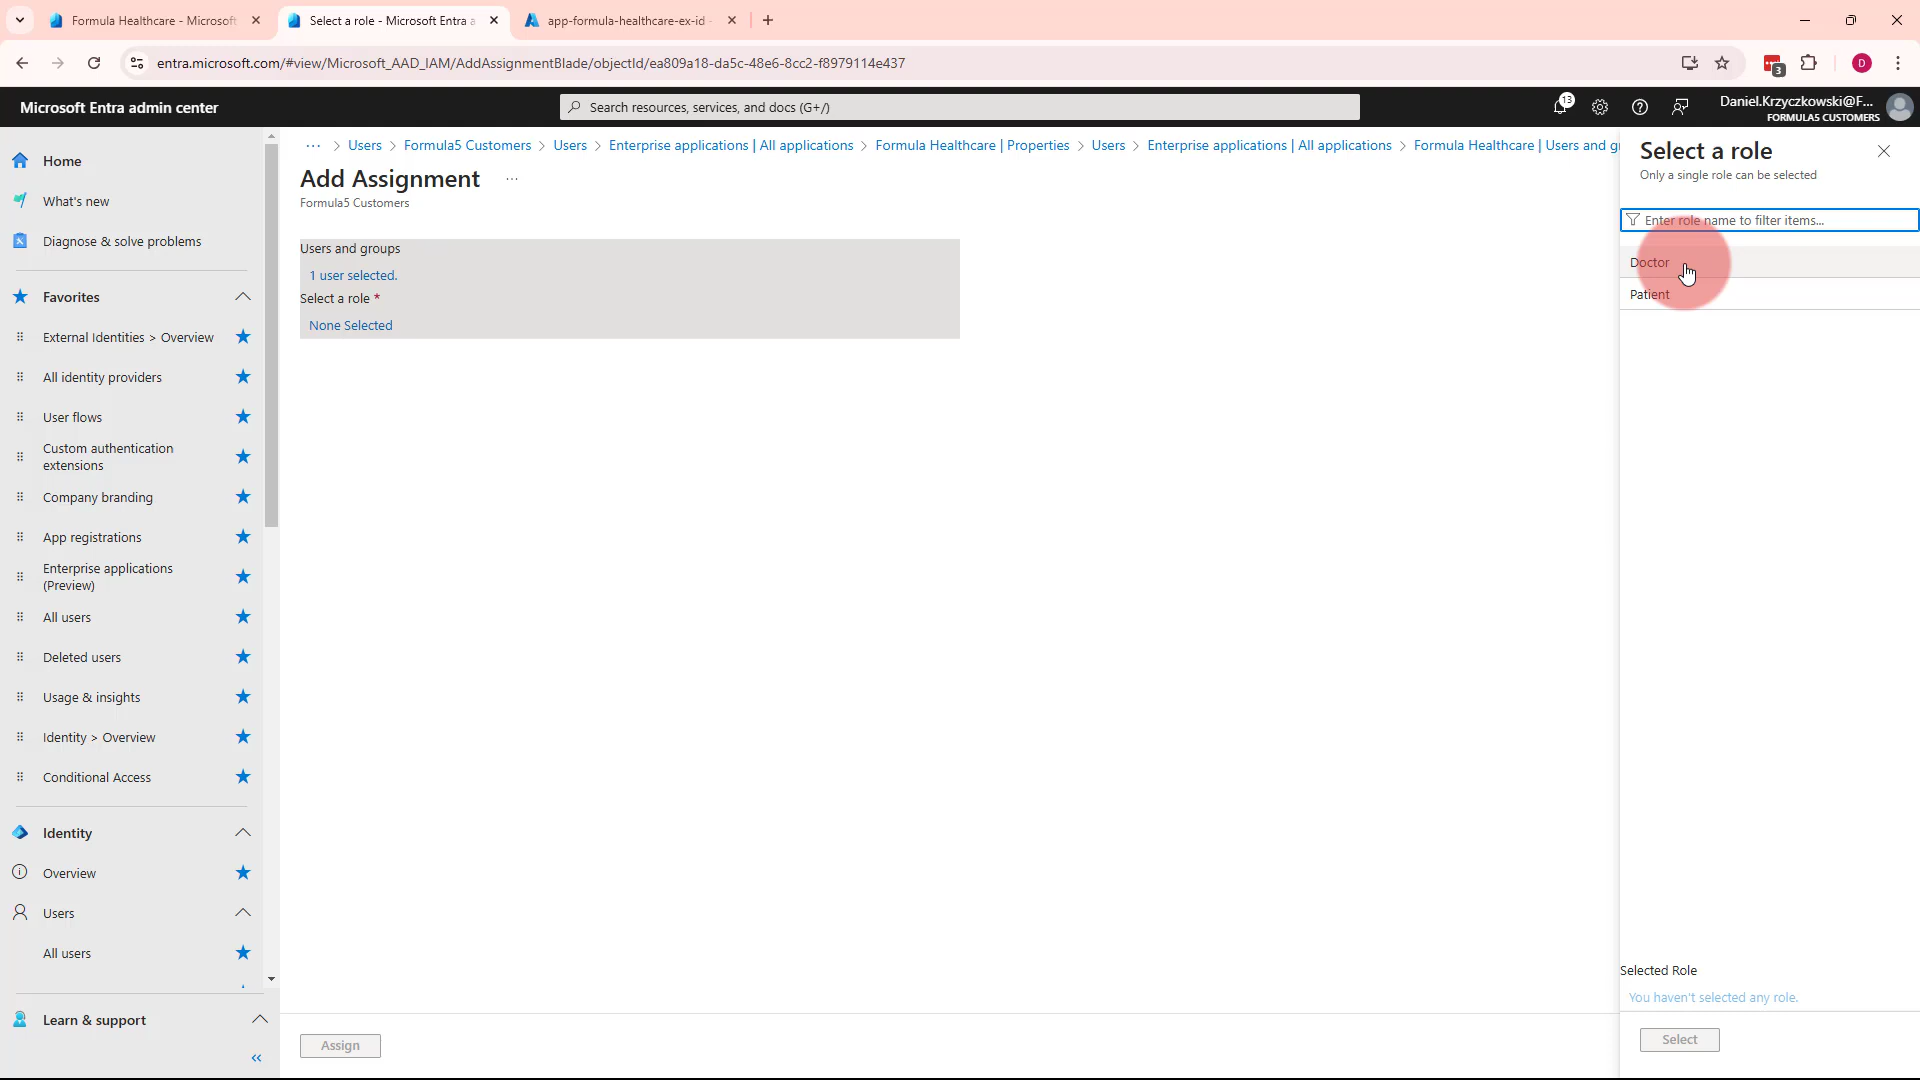 Formula Healthcare - Microsoft
Select a role - Microsoft Entra a
app-formula-healthcare-ex-id -
entra.microsoft.com/#view/Microsoft_AAD_IAM/AddAssignmentBlade/objectId/ea809a18-da5c-48e6-8cc2-f8979114e437
3
D
Microsoft Entra admin center
Search resources, services, and docs (G+/)
13
Daniel.Krzyczkowski@F...
FORMULA5 CUSTOMERS
Home
What's new
Diagnose & solve problems
Favorites
External Identities > Overview
All identity providers
User flows
Custom authentication
extensions
Company branding
App registrations
Enterprise applications
(Preview)
All users
Deleted users
Usage & insights
Identity > Overview
Conditional Access
Identity
Overview
Users
All users
Learn & support
... > Users > Formula5 Customers > Users > Enterprise applications | All applications > Formula Healthcare | Properties > Users > Enterprise applications | All applications > Formula Healthcare | Users and gr
Add Assignment ...
Formula5 Customers
Users and groups
1 user selected.
Select a role *
None Selected
Assign
Select a role
Only a single role can be selected
Enter role name to filter items...
Doctor
Patient
Selected Role
You haven't selected any role.
Select